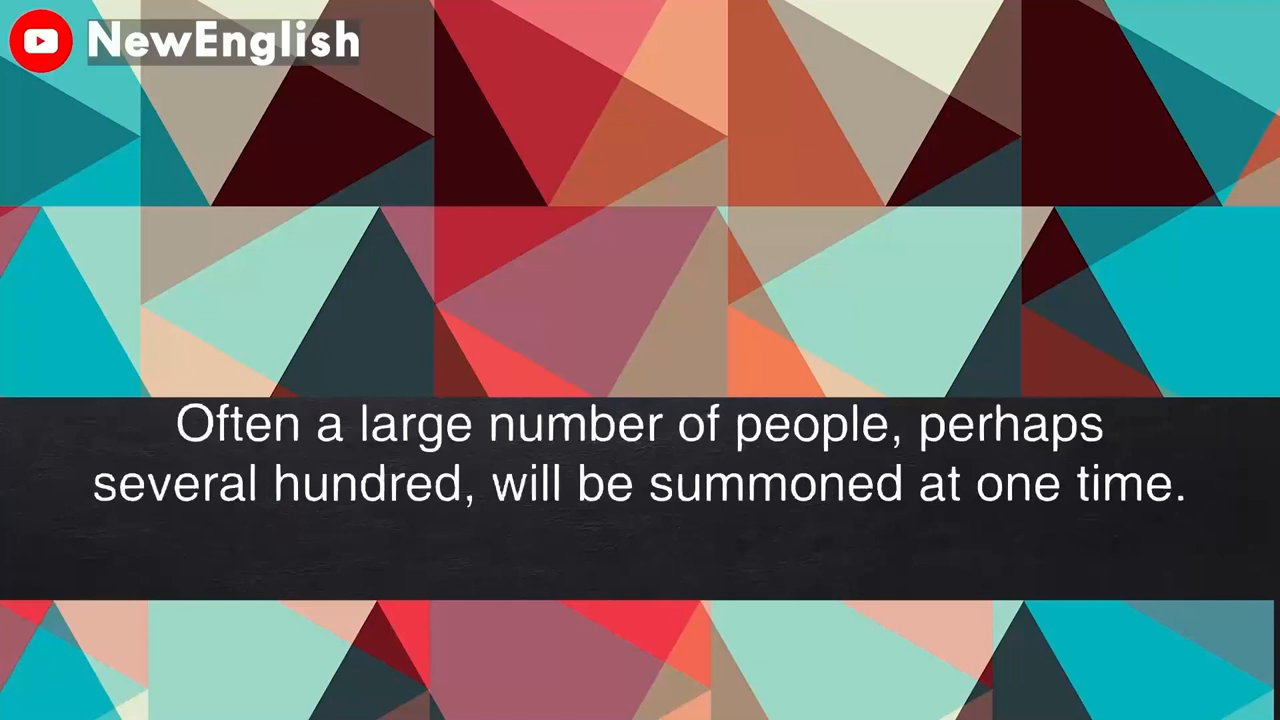 NewEnglish
Often a large number of people, perhaps
several hundred, will be summoned at one time.